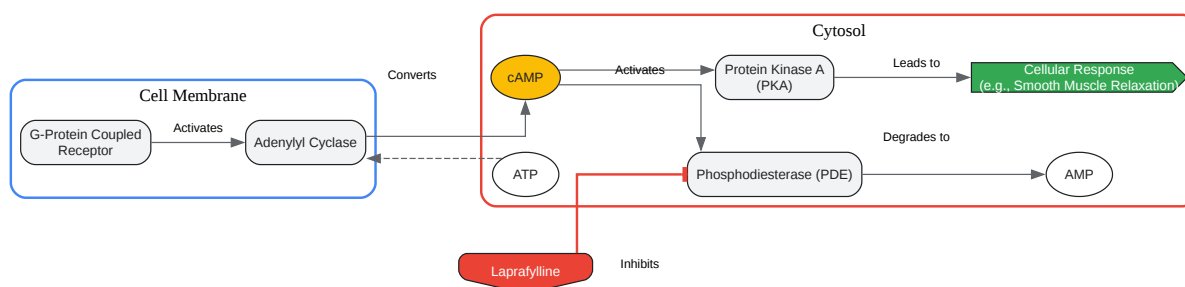 Cell Membrane
G-Protein Coupled
Receptor
Activates
Adenylyl Cyclase
Converts
Cytosol
cAMP
Activates
Protein Kinase A
(PKA)
Leads to
Cellular Response
(e.g., Smooth Muscle Relaxation)
ATP
Phosphodiesterase (PDE)
Degrades to
AMP
Laprafylline
Inhibits